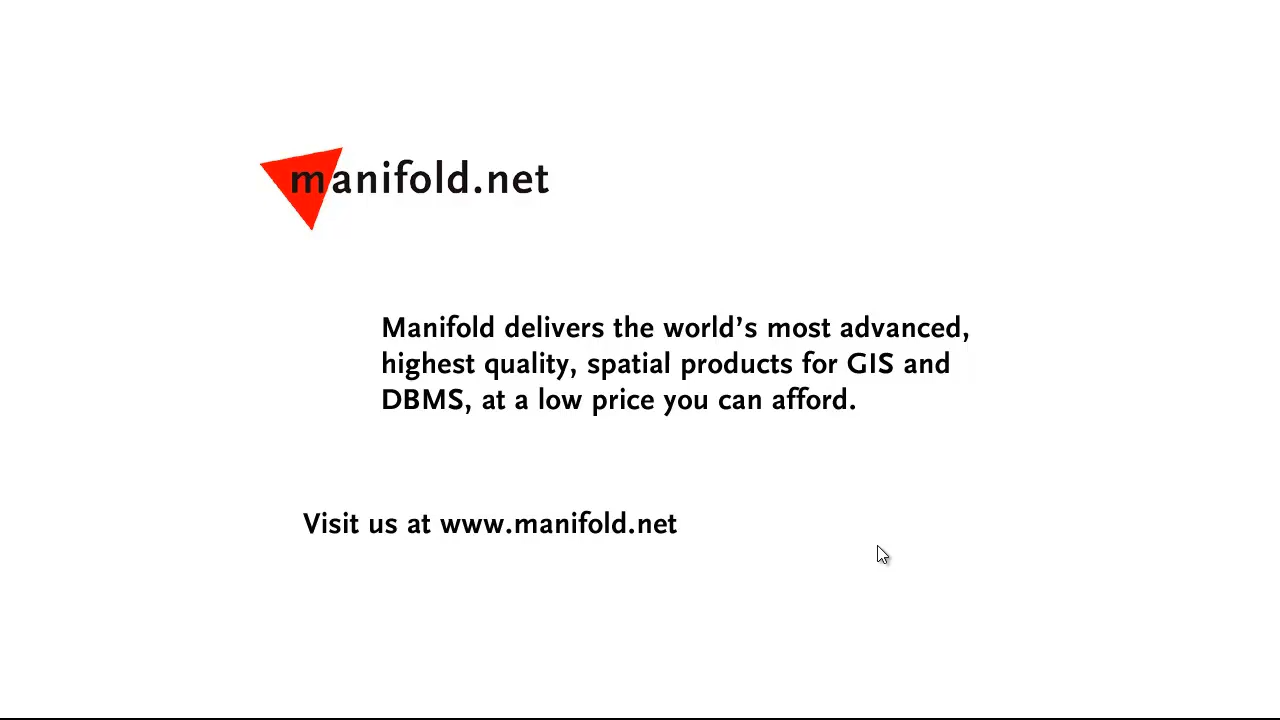 manifold.net
Manifold delivers the world’s most advanced,
highest quality, spatial products for GIS and
DBMS, at a low price you can afford.
Visit us at www.manifold.net